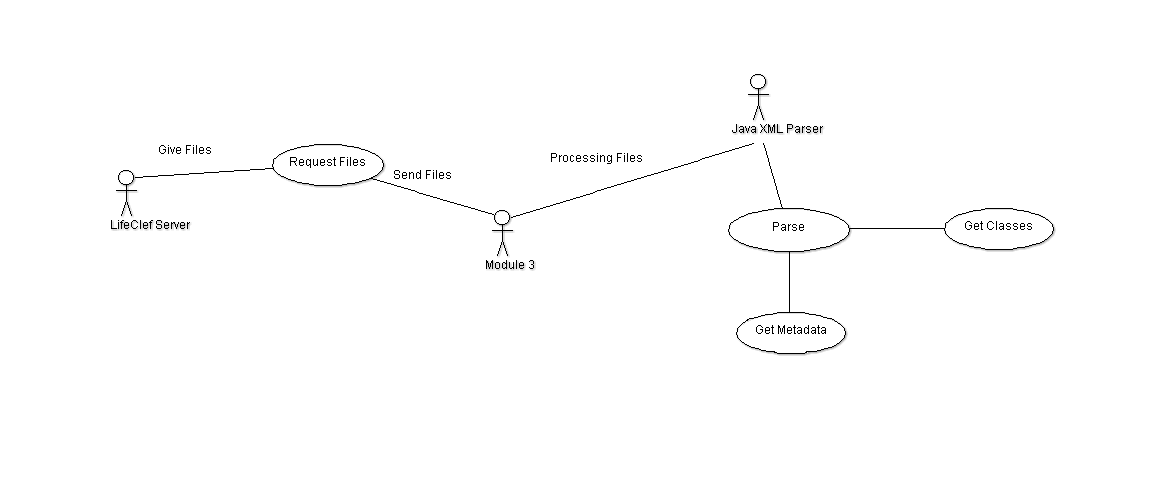 Java XML Parser
Give Files
Request Files
Processing Files
Send Files
LifeClef Server
Parse
Get Classes
Module 3
Get Metadata